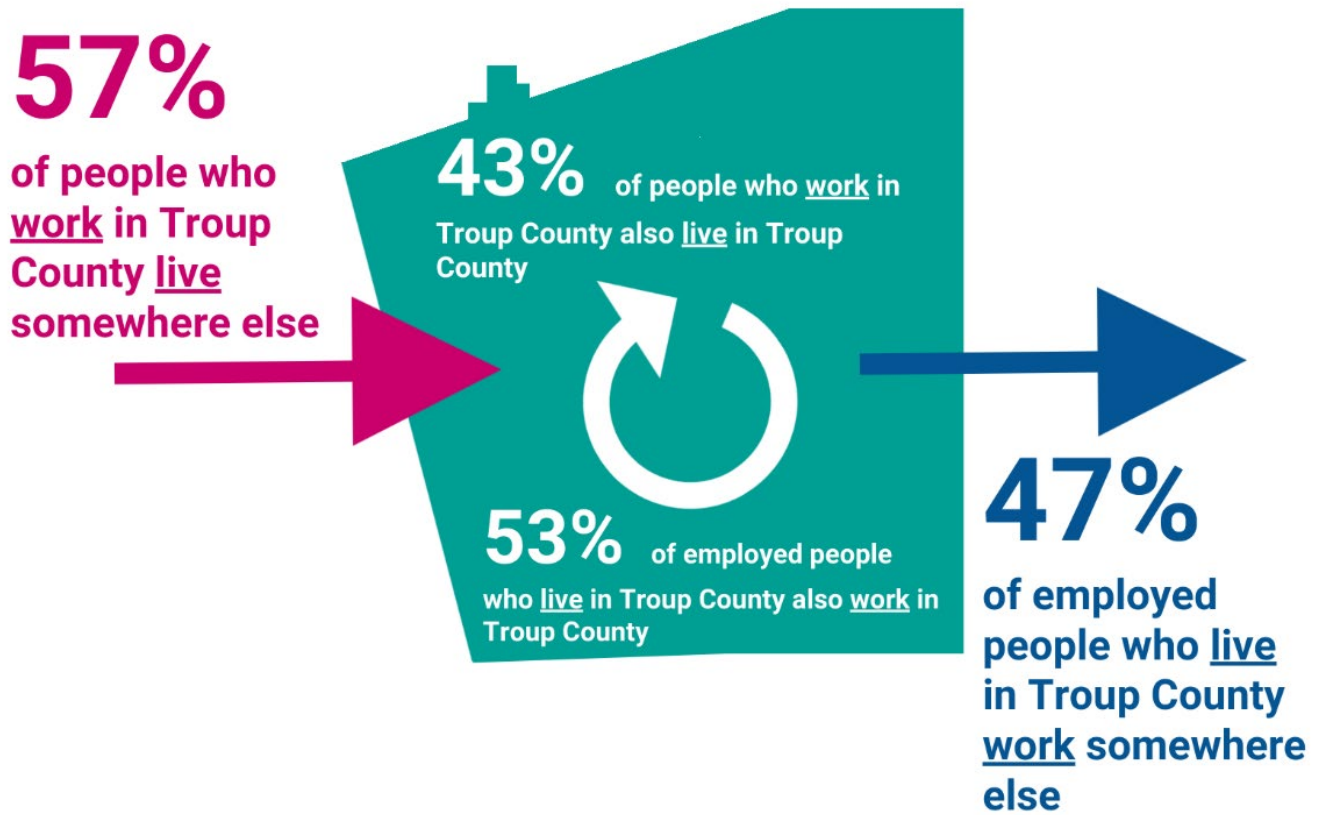 57%
of people who
work in Troup
County live
somewhere else
43% of people who work in
Troup County also live in Troup
County
53% of employed people
who live in Troup County also work in
Troup County
47%
of employed
people who live
in Troup County
work somewhere
else